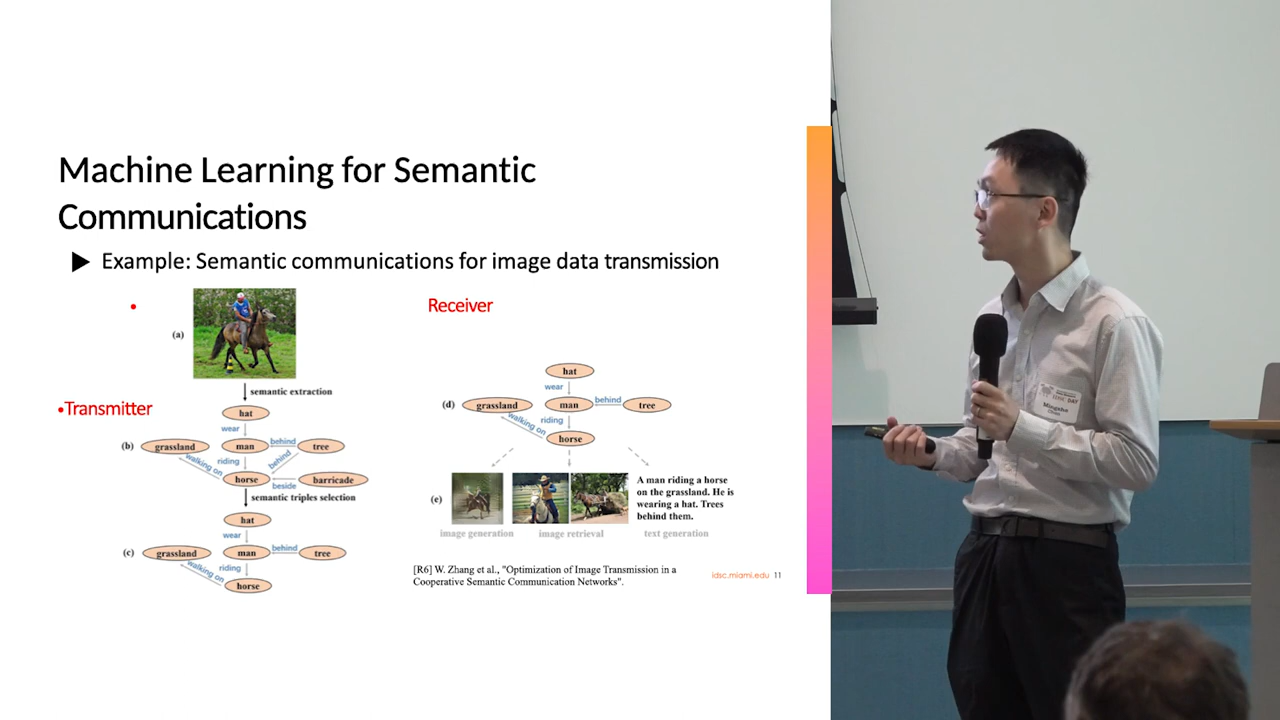 Machine Learning for Semantic
Communications
▶ Example: Semantic communications for image data transmission
•
Receiver
(a)
semantic extraction
•Transmitter
hat
wear
(b)
grassland
man
behind
tree
walking on
riding
behind
horse
beside
barricade
semantic triples selection
hat
wear
(c)
grassland
man
behind
tree
walking on
riding
horse
hat
wear
(d)
grassland
man
behind
tree
walking on
riding
horse
(e)
A man riding a horse
on the grassland. He is
wearing a hat. Trees
behind them.
image generation
image retrieval
text generation
[R6] W. Zhang et al., "Optimization of Image Transmission in a
Cooperative Semantic Communication Networks".
idsc.miami.edu 11
DAY
Mingzhe
Chen